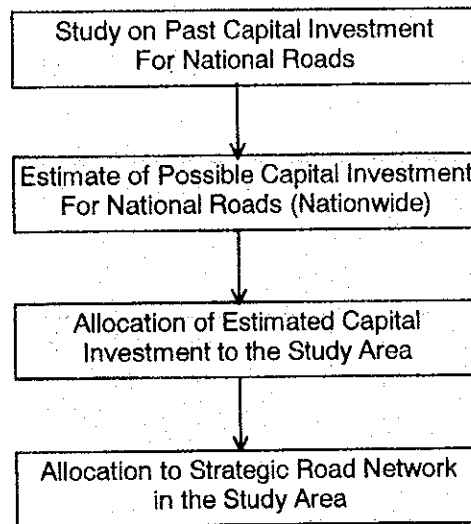 Study on Past Capital Investment
For National Roads
Estimate of Possible Capital Investment
For National Roads (Nationwide)
Allocation of Estimated Capital
Investment to the Study Area
Allocation to Strategic Road Network
in the Study Area